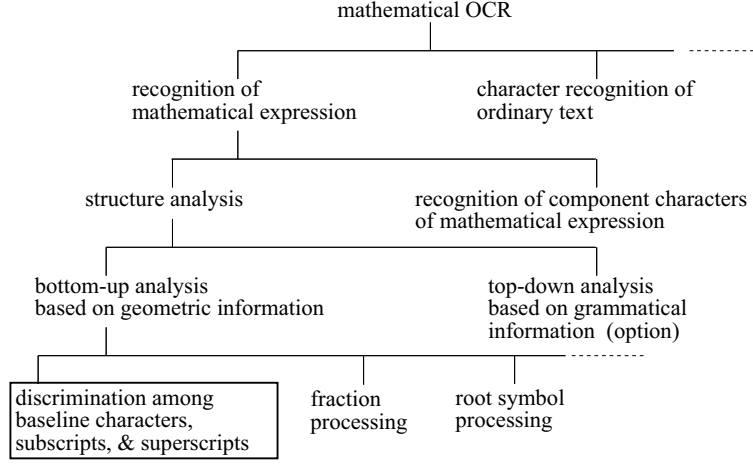 mathematical OCR
recognition of
mathematical expression
character recognition of
ordinary text
structure analysis
recognition of component characters
of mathematical expression
bottom-up analysis
based on geometric information
top-down analysis
based on grammatical
information (option)
discrimination among
baseline characters,
subscripts, & superscripts
fraction
processing
root symbol
processing